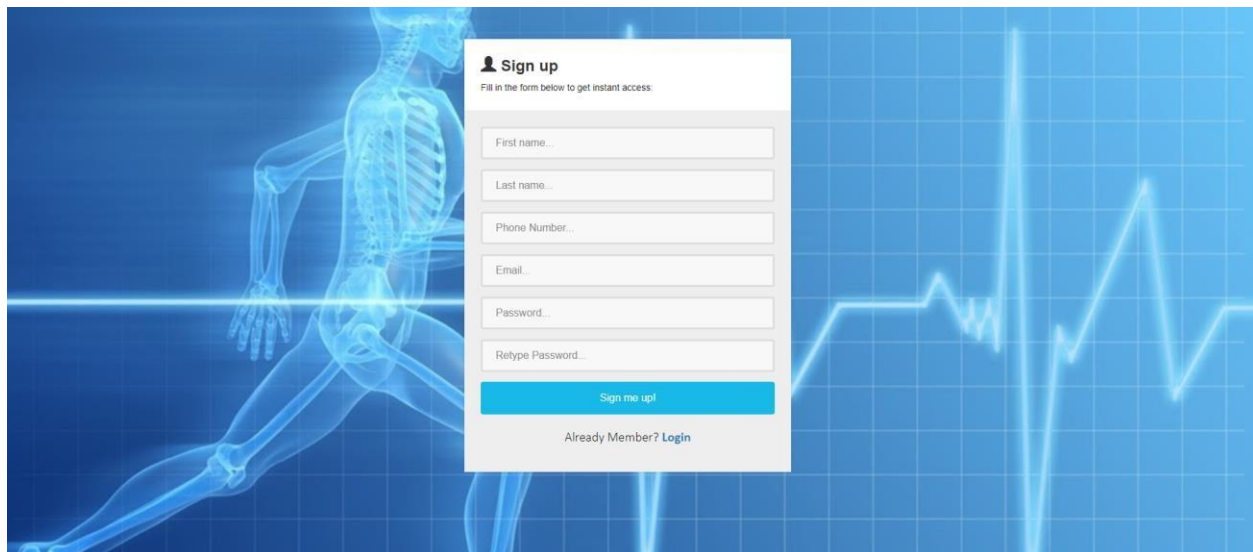 Sign up
Fill in the form below to get instant access:
First name...
Last name...
Phone Number...
Email...
Password...
Retype Password...
Sign me up!
Already Member? Login